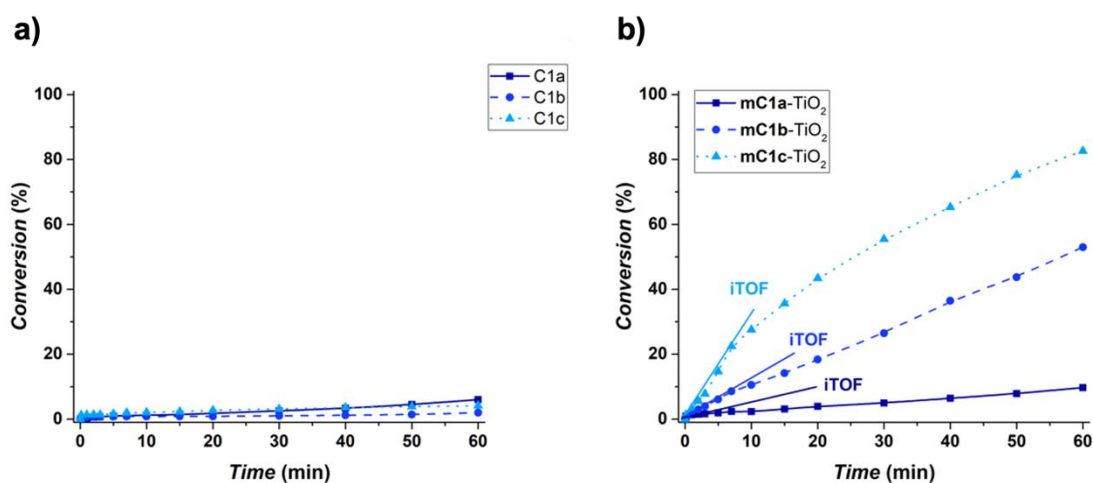 a)
C1a
C1b
C1c
100
80
60
40
20
0
Conversion (%)
0
10
20
30
40
50
60
Time (min)
b)
mC1a-TiO₂
mC1b-TiO₂
mC1c-TiO₂
100
80
60
40
20
0
Conversion (%)
iTOF
iTOF
iTOF
0
10
20
30
40
50
60
Time (min)